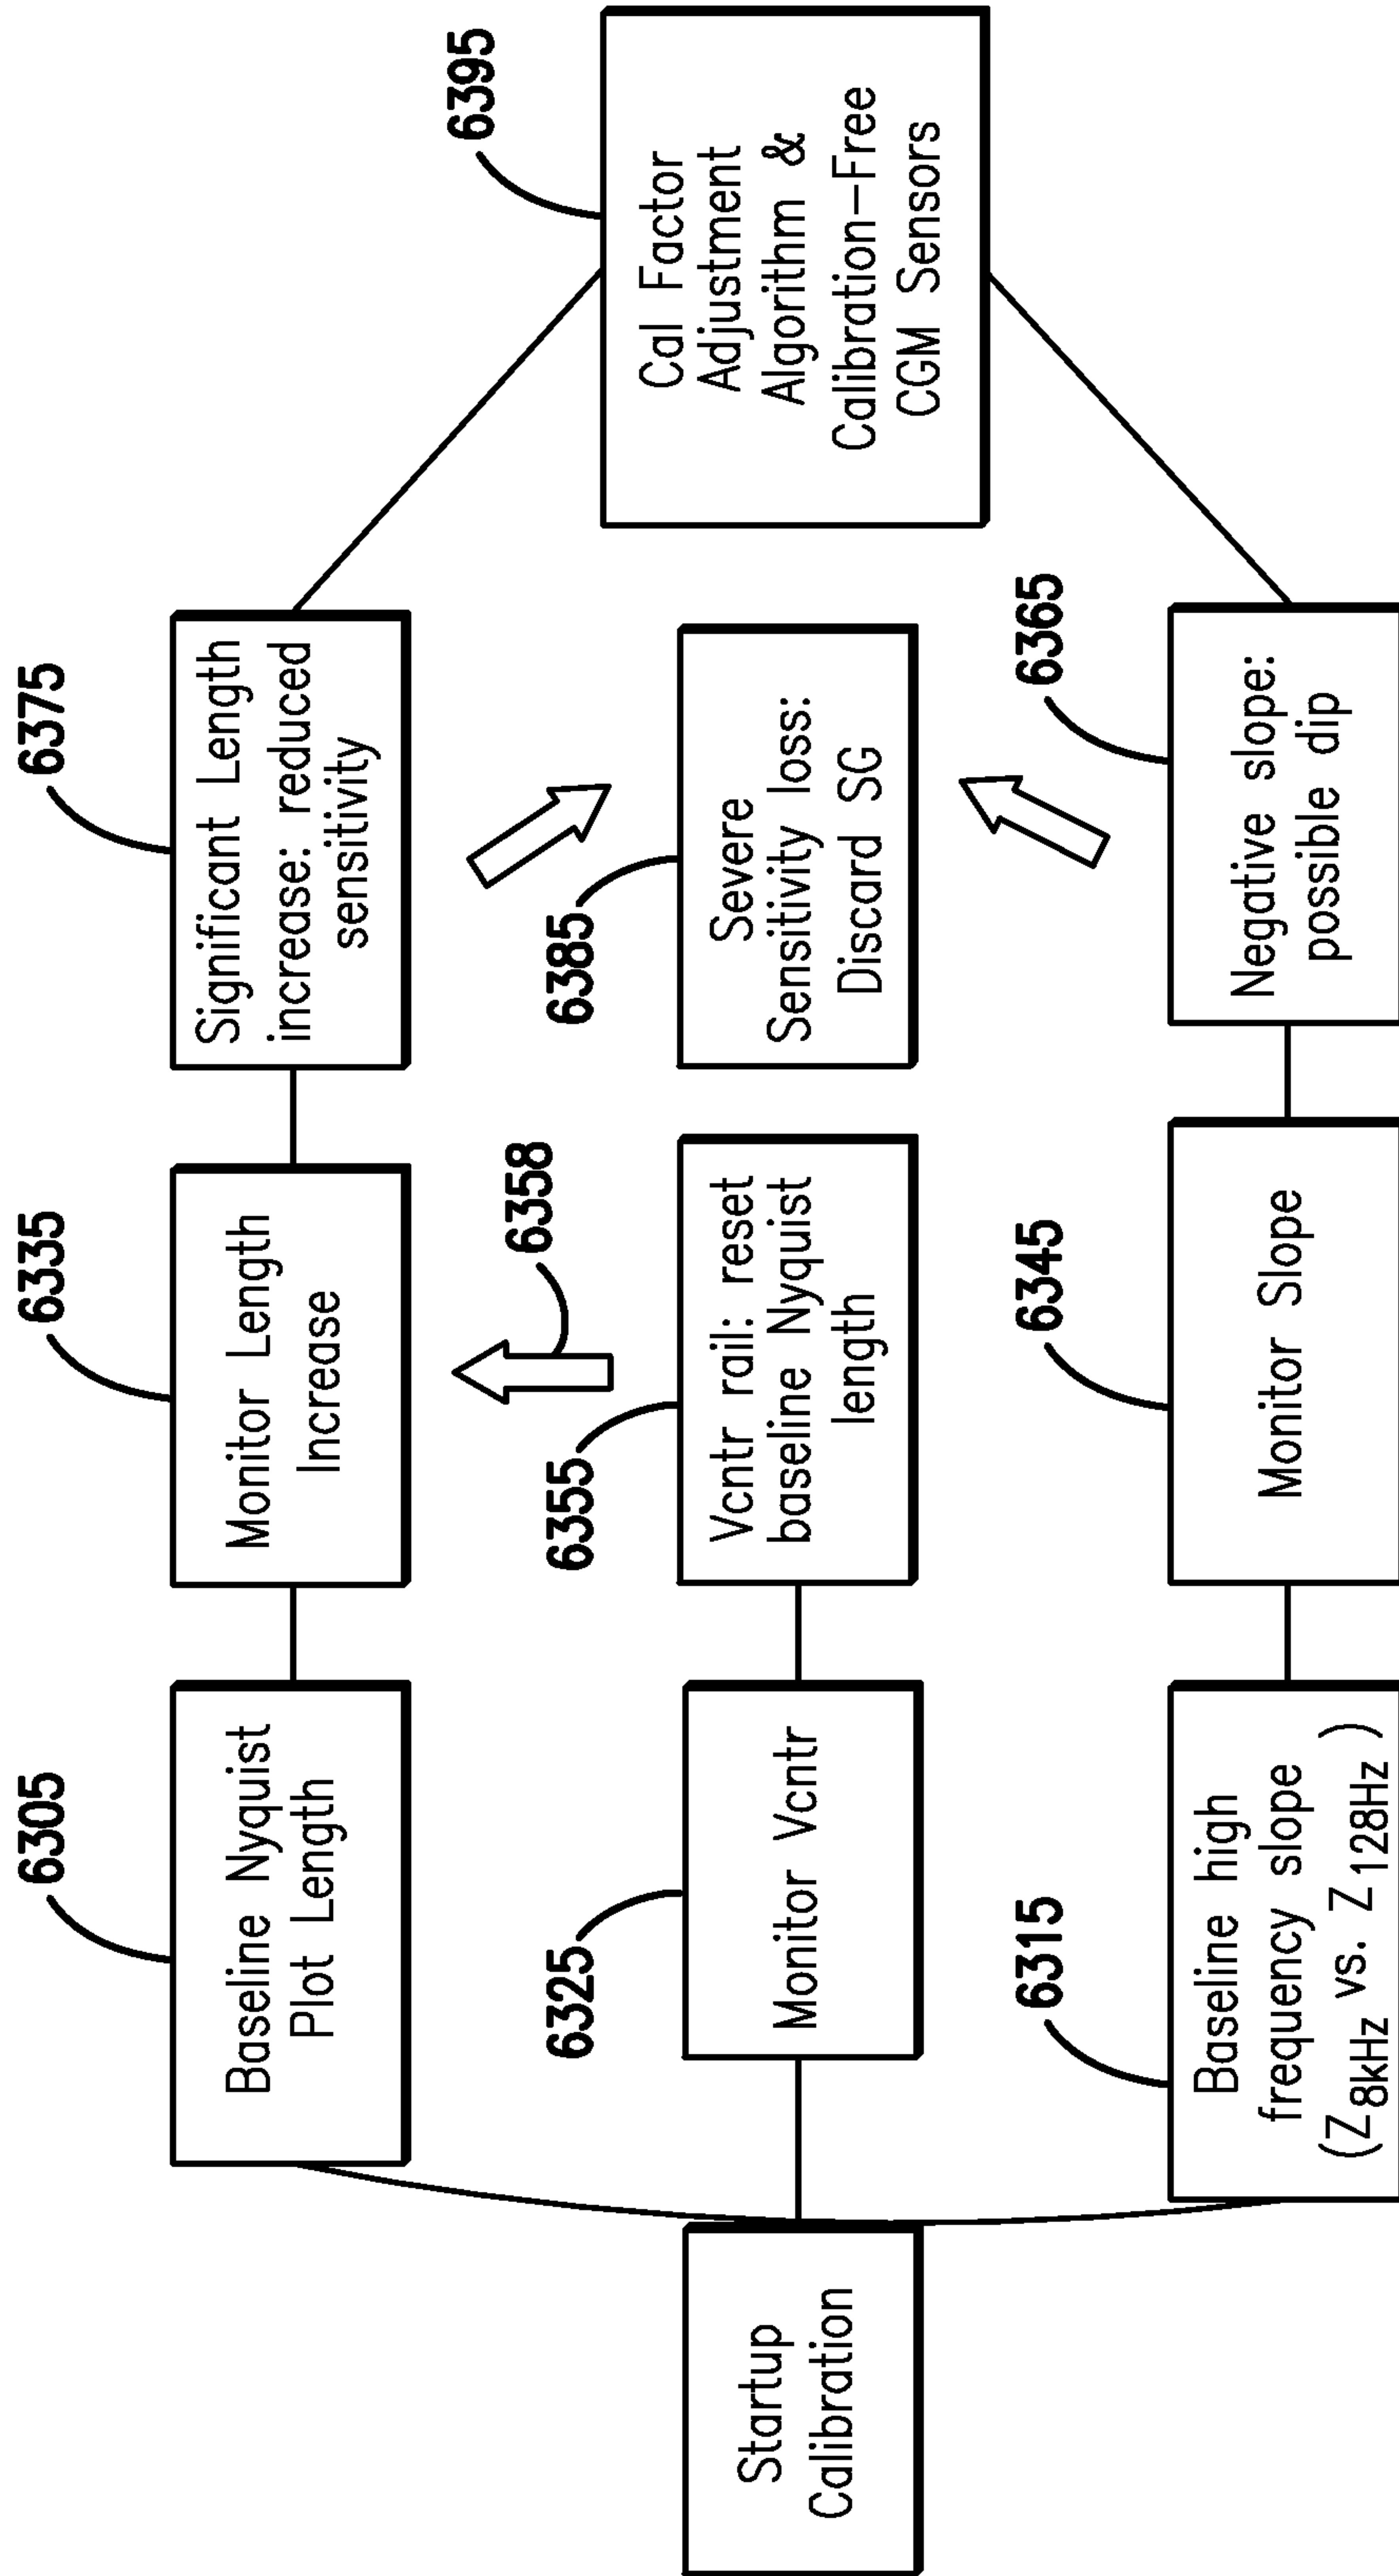 6305
Baseline Nyquist
Plot Length
6335
Monitor Length
Increase
6375
Significant Length
increase: reduced
sensitivity
Startup
Calibration
6325
Monitor Vcntr
6355
Vcntr rail: reset
baseline Nyquist
length
6358
6385
Severe
Sensitivity loss:
Discard SG
6395
Cal Factor
Adjustment
Algorithm &
Calibration-Free
CGM Sensors
6315
Baseline high
frequency slope
(Z8kHz vs. Z128Hz)
6345
Monitor Slope
6365
Negative slope:
possible dip